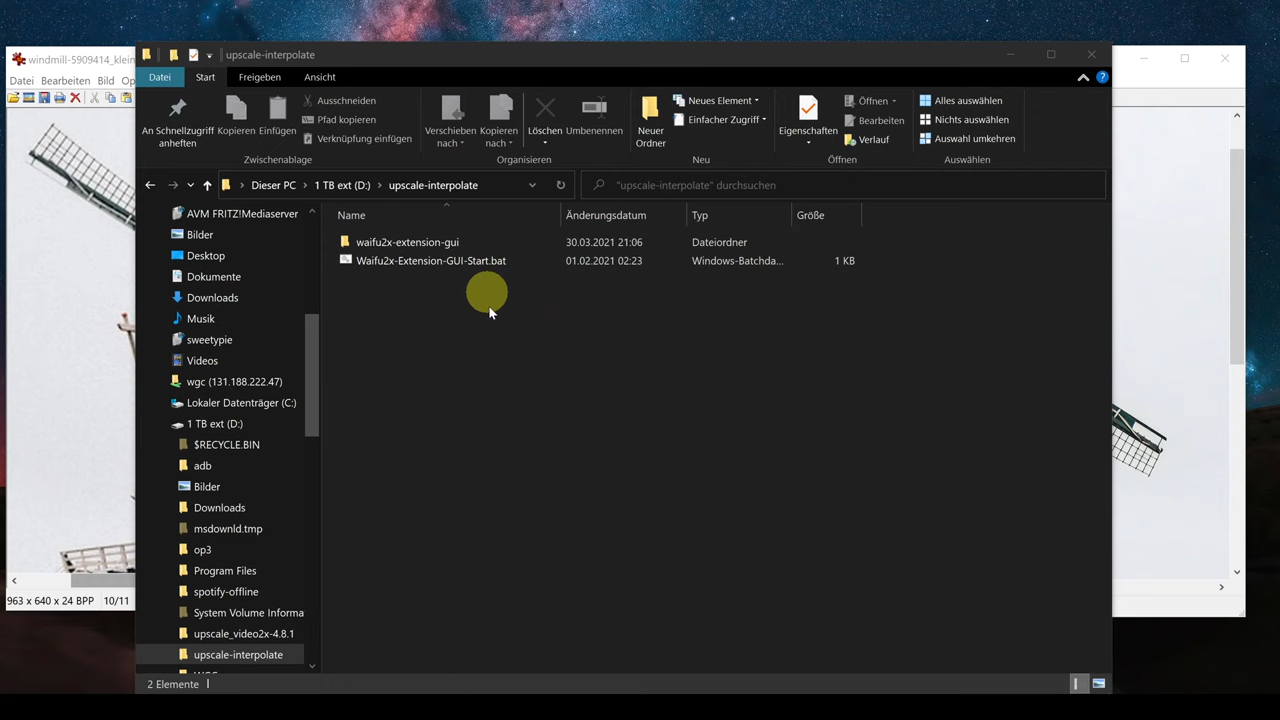 windmill-5909414_klein
Datei Bearbeiten Bild Op
963 x 640 x 24 BPP 10/11
upscale-interpolate
Datei Start Freigeben Ansicht
An Schnellzugriff anheften
Kopieren
Einfügen
Ausschneiden
Pfad kopieren
Verknüpfung einfügen
Zwischenablage
Verschieben nach
Kopieren nach
Löschen
Umbenennen
Organisieren
Neuer Ordner
Neues Element
Einfacher Zugriff
Neu
Eigenschaften
Öffnen
Bearbeiten
Verlauf
Öffnen
Alles auswählen
Nichts auswählen
Auswahl umkehren
Auswählen
Dieser PC 1 TB ext (D:) upscale-interpolate
"upscale-interpolate" durchsuchen
AVM FRITZ!Mediaserver
Bilder
Desktop
Dokumente
Downloads
Musik
sweetypie
Videos
wgc (131.188.222.47)
Lokaler Datenträger (C:)
1 TB ext (D:)
$RECYCLE.BIN
adb
Bilder
Downloads
msdownld.tmp
op3
Program Files
spotify-offline
System Volume Informa
upscale_video2x-4.8.1
upscale-interpolate
Name Änderungsdatum Typ Größe
waifu2x-extension-gui 30.03.2021 21:06 Dateiordner
Waifu2x-Extension-GUI-Start.bat 01.02.2021 02:23 Windows-Batchda... 1 KB
2 Elemente